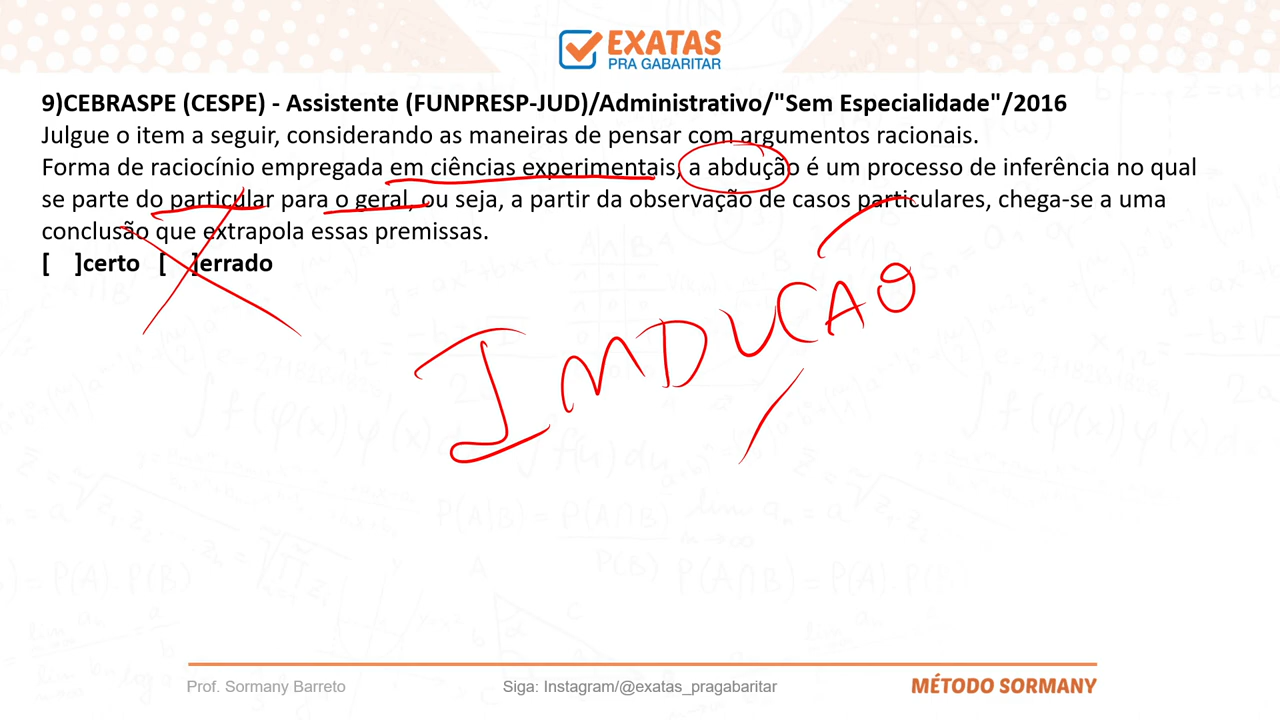 EXATAS
PRA GABARITAR
9)CEBRASPE (CESPE) - Assistente (FUNPRESP-JUD)/Administrativo/"Sem Especialidade"/2016
Julgue o item a seguir, considerando as maneiras de pensar com argumentos racionais.
Forma de raciocínio empregada em ciências experimentais, a abdução é um processo de inferência no qual
se parte do particular para o geral, ou seja, a partir da observação de casos particulares, chega-se a uma
conclusão que extrapola essas premissas.
[ ]certo [ ]errado
INDUCAO
Prof. Sormany Barreto
Siga: Instagram/@exatas_pragabaritar
MÉTODO SORMANY